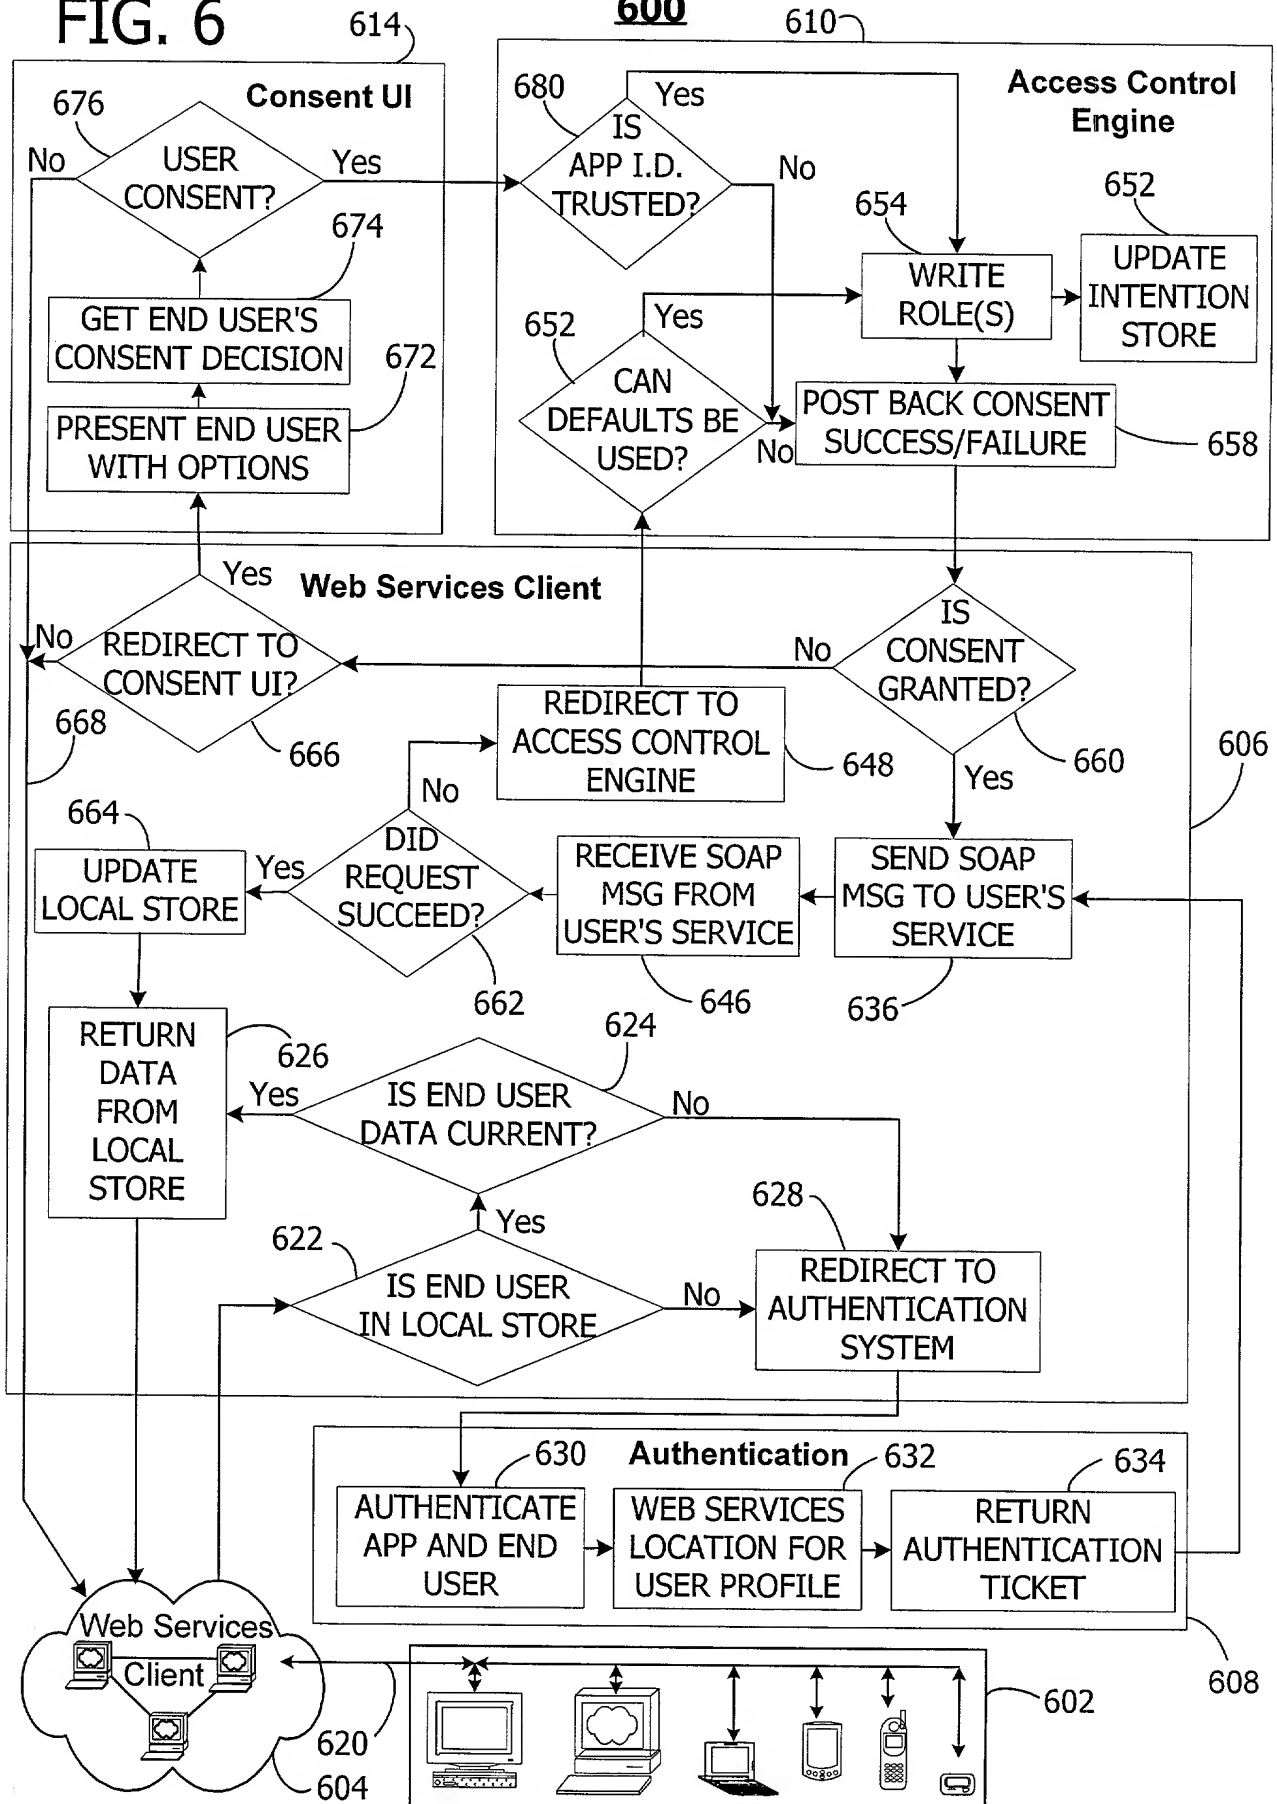 FIG. 6
600
614
610
Consent UI
676
No
USER
CONSENT?
Yes
674
GET END USER'S
CONSENT DECISION
672
PRESENT END USER
WITH OPTIONS
680
IS
APP I.D.
TRUSTED?
Yes
No
Access Control
Engine
654
WRITE
ROLE(S)
652
UPDATE
INTENTION
STORE
652
CAN
DEFAULTS BE
USED?
Yes
No
POST BACK CONSENT
SUCCESS/FAILURE
658
Web Services Client
Yes
No
REDIRECT TO
CONSENT UI?
666
668
No
IS
CONSENT
GRANTED?
660
Yes
606
REDIRECT TO
ACCESS CONTROL
ENGINE
648
No
664
UPDATE
LOCAL STORE
Yes
DID
REQUEST
SUCCEED?
662
RECEIVE SOAP
MSG FROM
USER'S SERVICE
646
SEND SOAP
MSG TO USER'S
SERVICE
636
RETURN
DATA
FROM
LOCAL
STORE
626
Yes
624
IS END USER
DATA CURRENT?
No
Yes
622
IS END USER
IN LOCAL STORE
No
628
REDIRECT TO
AUTHENTICATION
SYSTEM
Authentication
630
AUTHENTICATE
APP AND END
USER
632
WEB SERVICES
LOCATION FOR
USER PROFILE
634
RETURN
AUTHENTICATION
TICKET
608
Web Services
Client
620
604
602